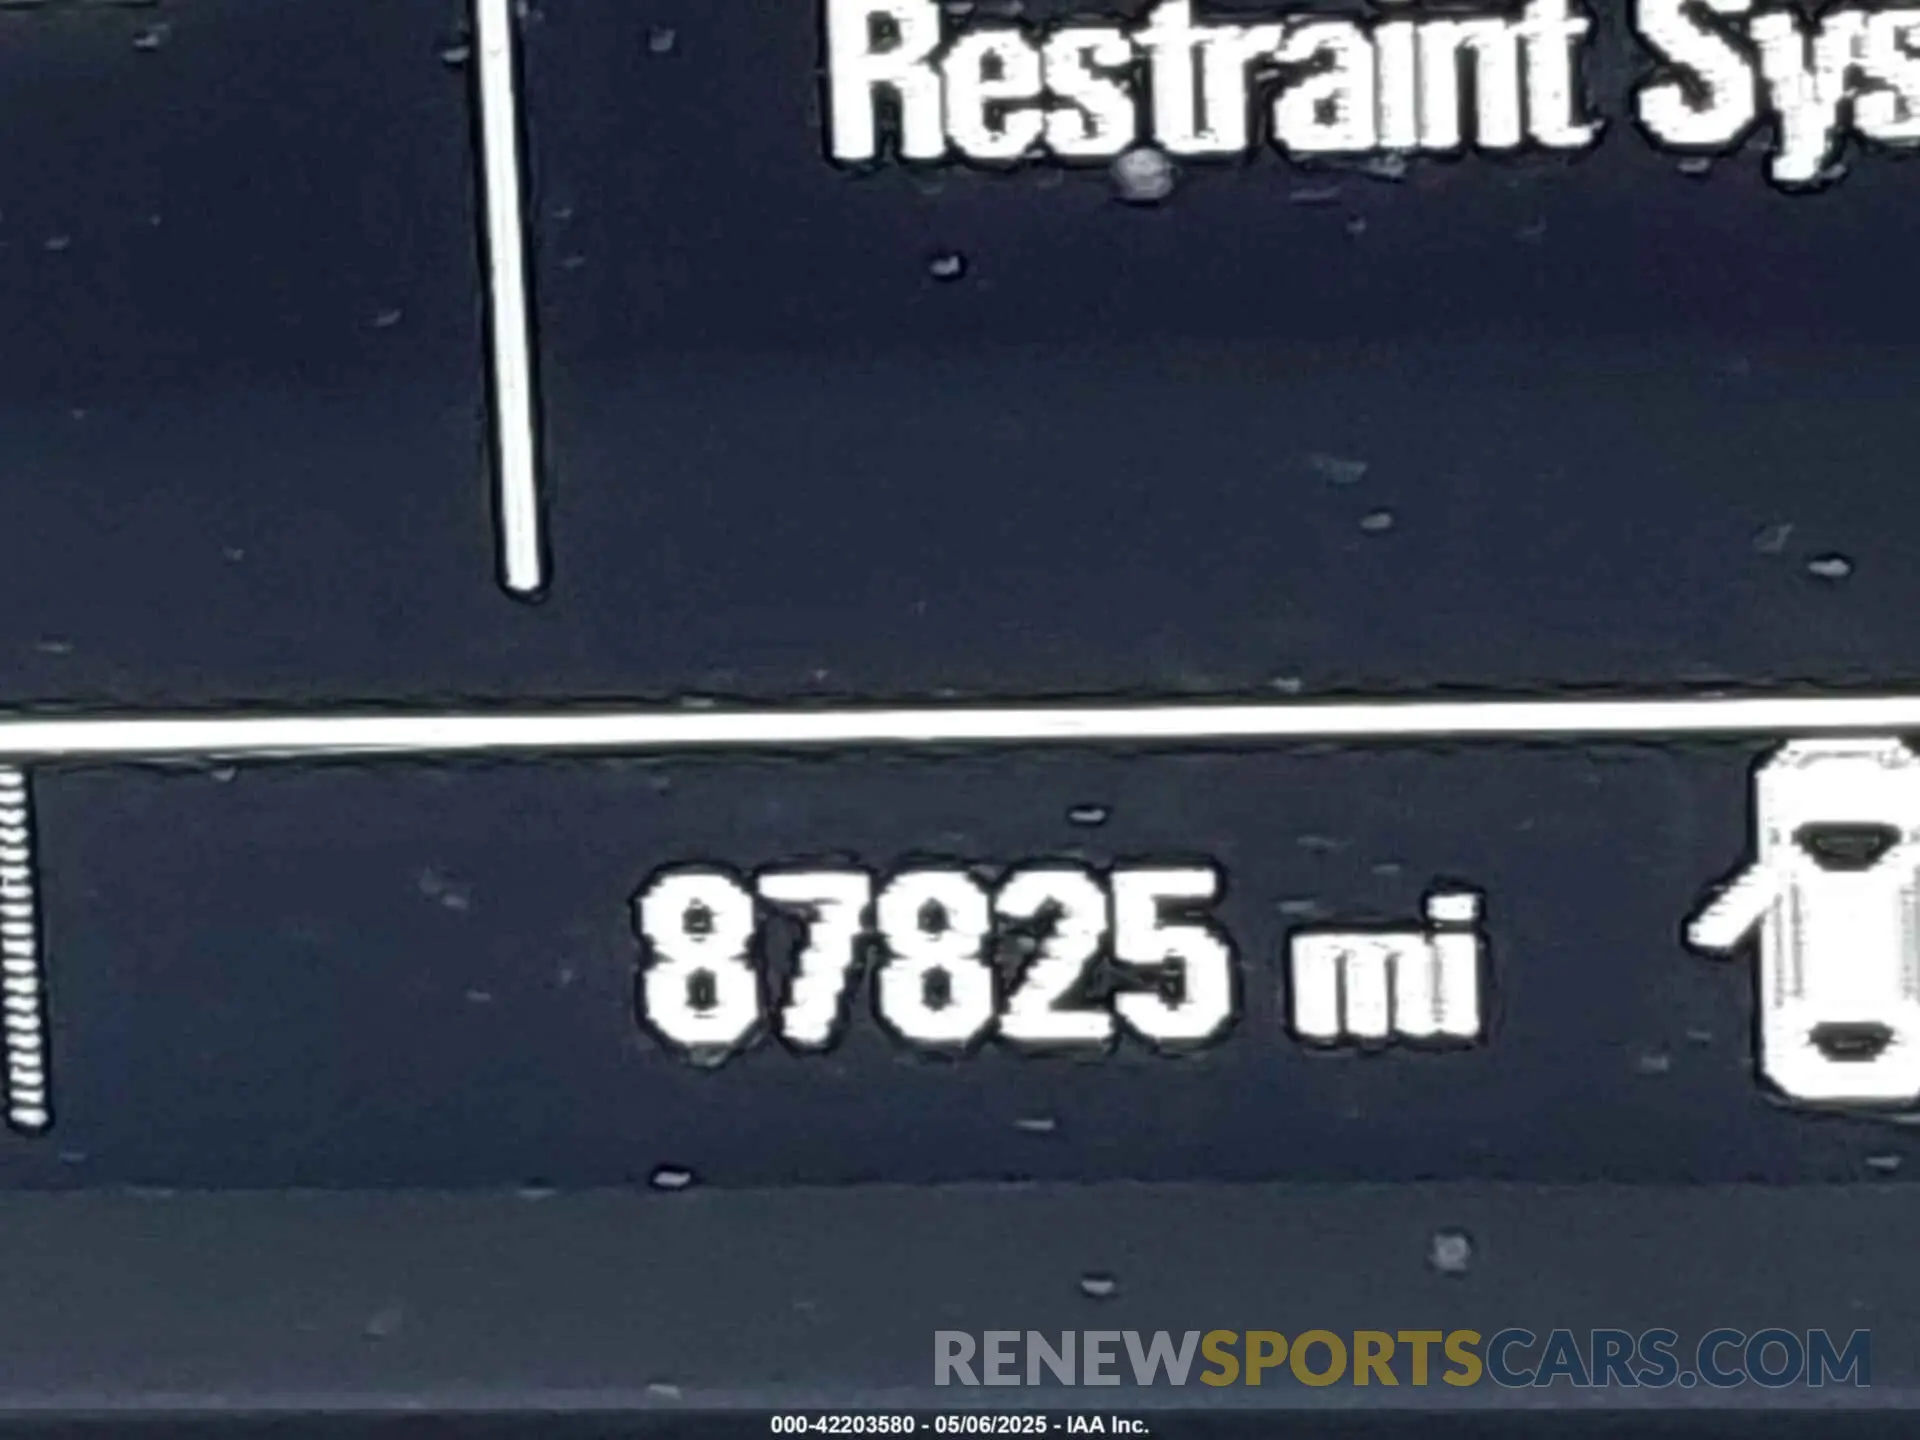 Restraint Sys
87825 mi
RENEWSPORTSCARS.COM
000-42203580 - 05/06/2025 - IAA Inc.